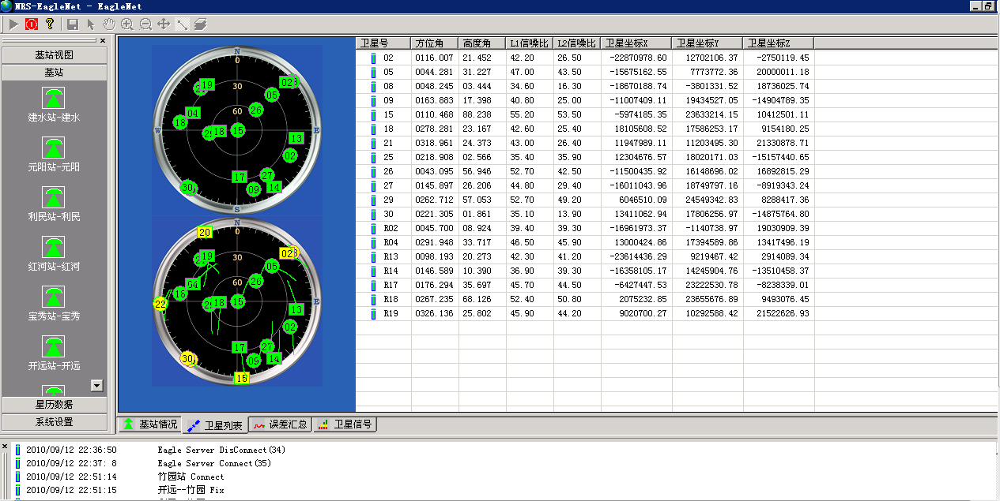 NRS-EagleNet - EagleNet
基站视图
基站
建水站-建水
元阳站-元阳
利民站-利民
红河站-红河
宝秀站-宝秀
开远站-开远
星历数据
系统设置
N
0
30
60
W
E
S
19
02
05
26
04
18
18
15
13
02
17
27
30
09
14
N
0
30
60
E
20
19
02
05
26
04
18
22
18
15
13
02
17
27
30
09
14
15
卫星号 方位角 高度角 L1信噪比 L2信噪比 卫星坐标X 卫星坐标Y 卫星坐标Z
02 0116.007 21.452 42.20 26.50 -22870978.60 12702106.37 -2750119.45
05 0044.281 31.227 47.00 43.50 -15675162.55 7773772.36 20000011.18
08 0048.245 03.444 34.60 16.30 -18670188.74 -3801331.52 18736025.74
09 0163.883 17.398 40.80 25.00 -11007409.11 19434527.05 -14904789.35
15 0110.468 88.238 55.20 53.50 -5974185.35 23633214.15 10412501.11
18 0278.281 23.167 42.60 25.40 18105608.52 17586253.17 9154180.25
21 0318.961 24.373 43.00 26.40 11947989.11 11203495.30 21330878.71
25 0218.908 02.566 35.40 35.90 12304676.57 18020171.03 -15157440.65
26 0043.095 56.946 52.70 42.50 -11500435.92 16148696.02 16892815.29
27 0145.897 26.206 44.80 29.40 -16011043.96 18749797.16 -8919343.24
29 0262.712 57.053 52.70 49.20 6046510.09 24549342.83 8288417.36
30 0221.305 01.861 35.10 13.90 13411062.94 17806256.97 -14875764.80
R02 0045.700 08.924 39.40 39.30 -16961973.37 -1140738.97 19030909.39
R04 0291.948 33.717 46.50 45.90 13000424.86 17394589.86 13417496.19
R13 0098.193 20.273 42.30 41.20 -23614436.29 9219467.42 2914089.34
R14 0146.589 10.390 36.90 39.40 -16358105.17 14245904.76 -13510458.37
R17 0176.294 35.697 45.70 44.50 -6427447.53 23222530.78 -8238339.01
R18 0267.235 68.126 52.40 50.80 2075232.85 23655676.89 9493076.45
R19 0326.136 25.802 45.90 44.20 9020700.27 10292588.42 21522626.93
基站情况 卫星列表 误差汇总 卫星信号
2010/09/12 22:36:50 Eagle Server DisConnect(34)
2010/09/12 22:37: 8 Eagle Server Connect(35)
2010/09/12 22:51:14 竹园站 Connect
2010/09/12 22:51:15 开远--竹园 Fix